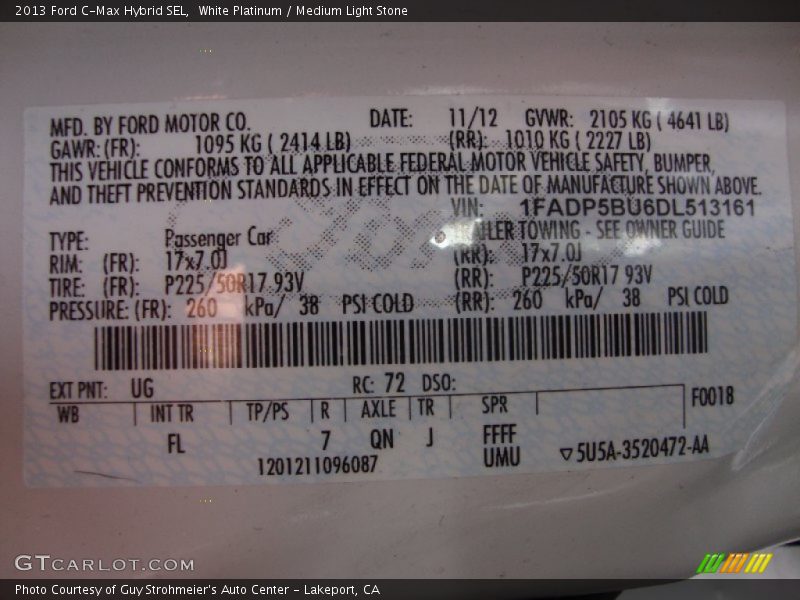 2013 Ford C-Max Hybrid SEL,  White Platinum / Medium Light Stone
MFD. BY FORD MOTOR CO. DATE: 11/12 GVWR: 2105 KG ( 4641 LB)
GAWR: (FR): 1095 KG ( 2414 LB) (RR): 1010 KG ( 2227 LB)
THIS VEHICLE CONFORMS TO ALL APPLICABLE FEDERAL MOTOR VEHICLE SAFETY, BUMPER,
AND THEFT PREVENTION STANDARDS IN EFFECT ON THE DATE OF MANUFACTURE SHOWN ABOVE.
VIN: 1FADP5BU6DL513161
TYPE: Passenger Car TOWING - SEE OWNER GUIDE
RIM: (FR): 17x7.0J (RR): 17x7.0J
TIRE: (FR): P225/50R17 93V (RR): P225/50R17 93V
PRESSURE: (FR): 260 kPa/ 38 PSI COLD (RR): 260 kPa/ 38 PSI COLD
EXT PNT: UG RC: 72 DSO:
WB INT TR TP/PS R AXLE TR SPR F001B
FL 7 QN J FFFF
1201211096087 UMU ▽5U5A-3520472-AA
GTCARLOT.COM
Photo Courtesy of Guy Strohmeier's Auto Center - Lakeport, CA